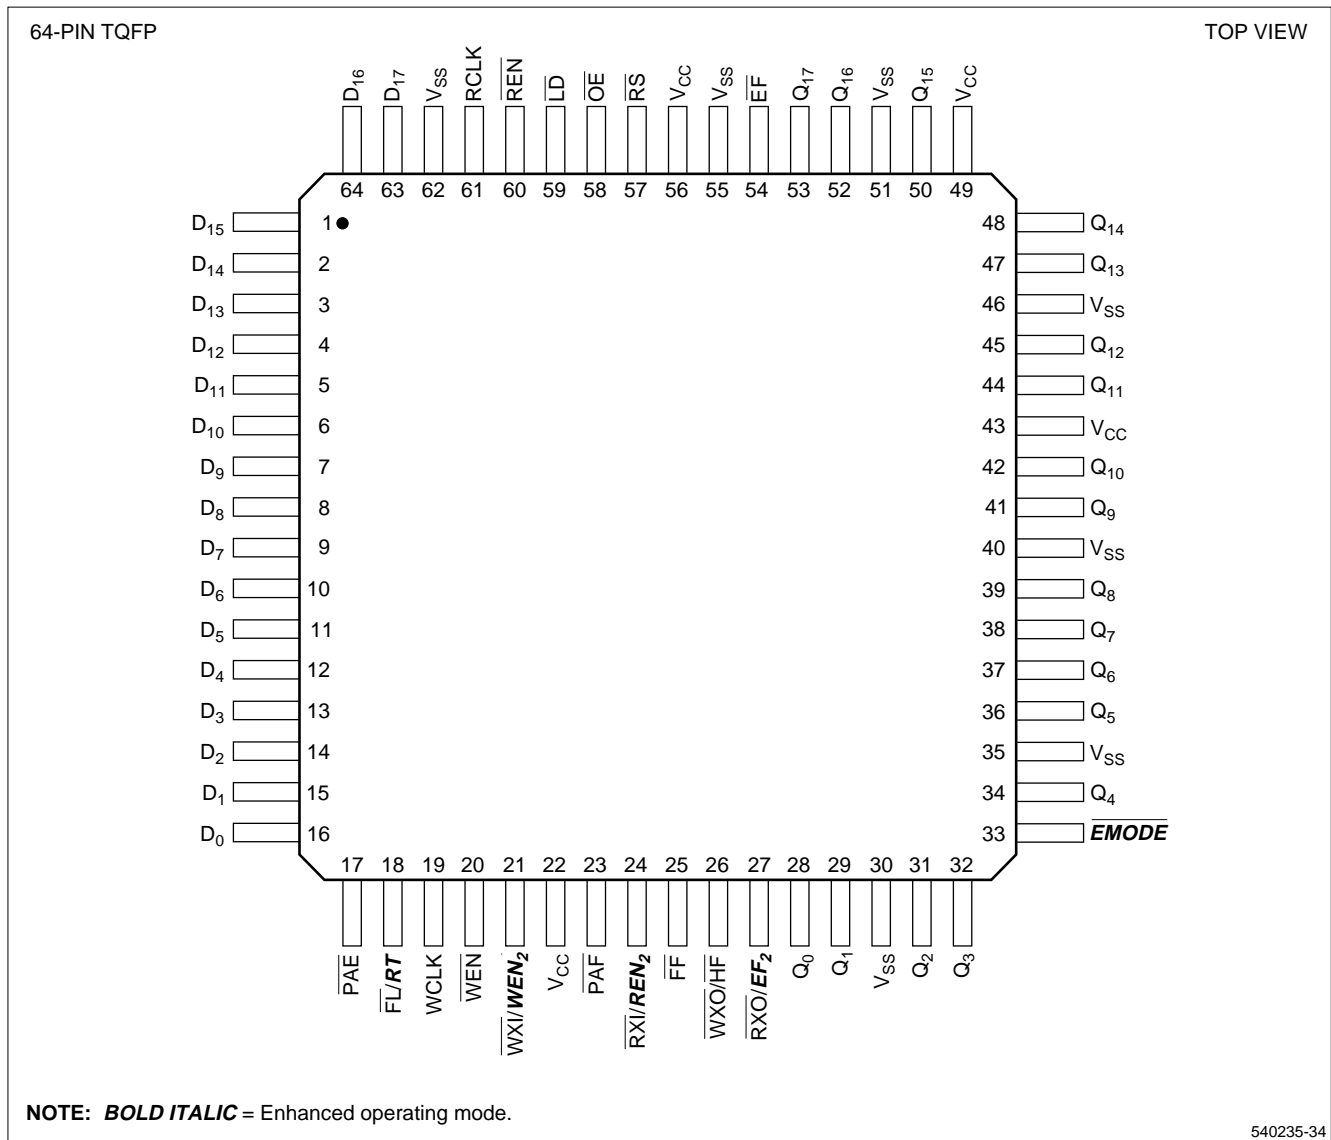 64-PIN TQFP
TOP VIEW
D16 D17 VSS RCLK REN LD OE RS VCC VSS EF Q17 Q16 VSS Q15 VCC
64 63 62 61 60 59 58 57 56 55 54 53 52 51 50 49
D15 1 48 Q14
D14 2 47 Q13
D13 3 46 VSS
D12 4 45 Q12
D11 5 44 Q11
D10 6 43 VCC
D9 7 42 Q10
D8 8 41 Q9
D7 9 40 VSS
D6 10 39 Q8
D5 11 38 Q7
D4 12 37 Q6
D3 13 36 Q5
D2 14 35 VSS
D1 15 34 Q4
D0 16 33 EMODE
17 18 19 20 21 22 23 24 25 26 27 28 29 30 31 32
PAE FL/RT WCLK WEN WXI/WEN2 VCC PAF RXI/REN2 FF WXO/HF RXO/EF2 Q0 Q1 VSS Q2 Q3
NOTE: BOLD ITALIC = Enhanced operating mode.
540235-34